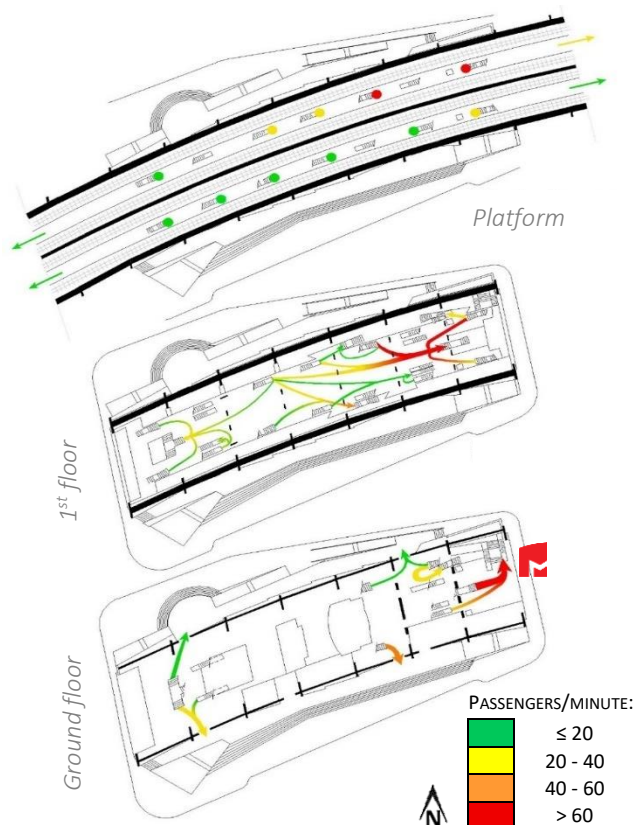 Platform
1st floor
Ground floor
M
PASSENGERS/MINUTE:
≤ 20
20 - 40
40 - 60
> 60
N